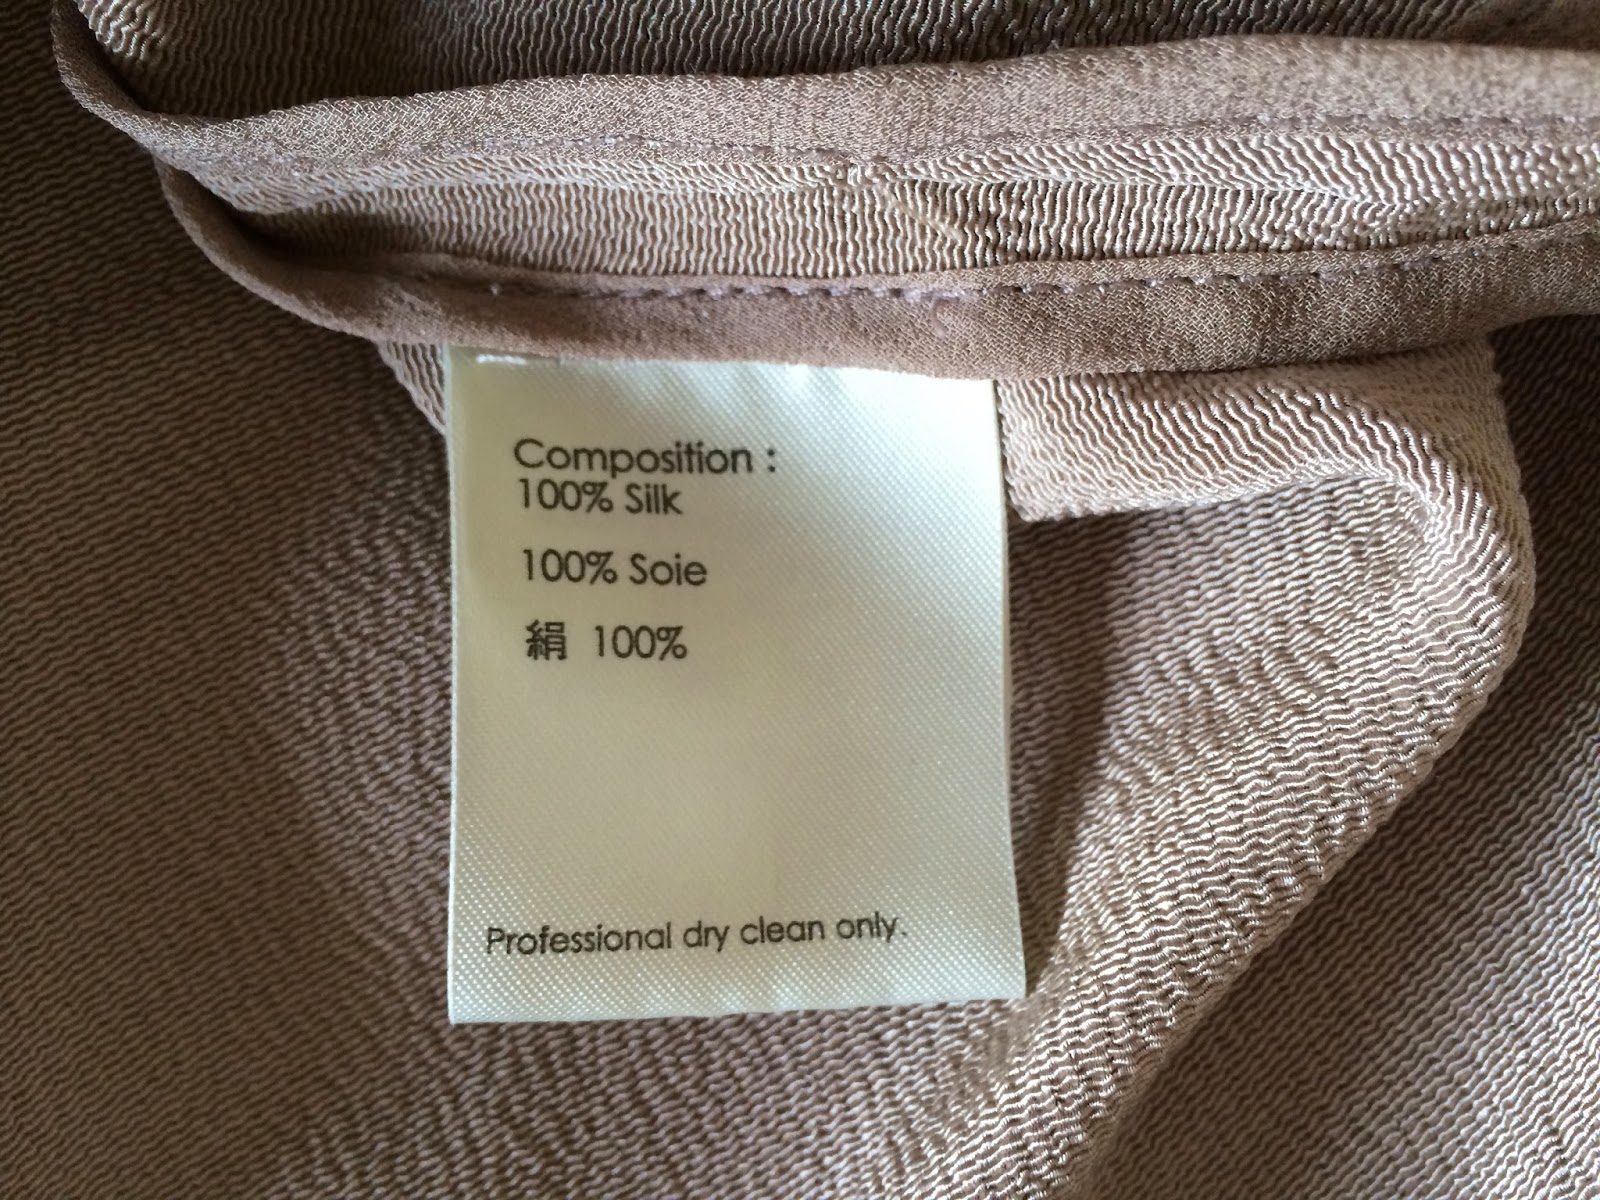 Composition :
100% Silk
100% Soie
絹 100%
Professional dry clean only.